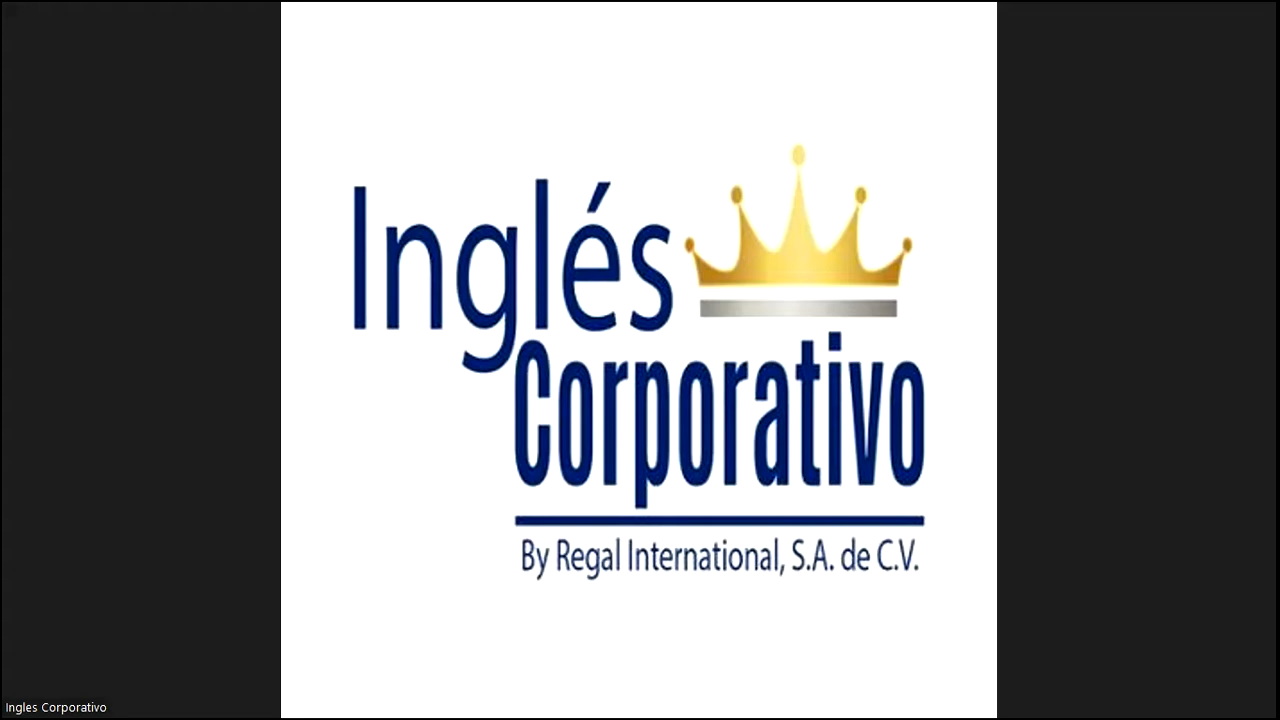 Inglés
Corporativo
By Regal International, S.A. de C.V.
Ingles Corporativo